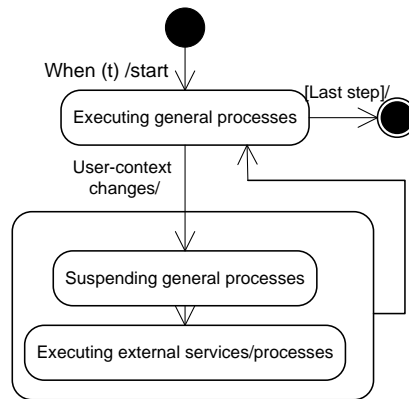 When (t) /start
[Last step]/
Executing general processes
User-context
changes/
Suspending general processes
Executing external services/processes